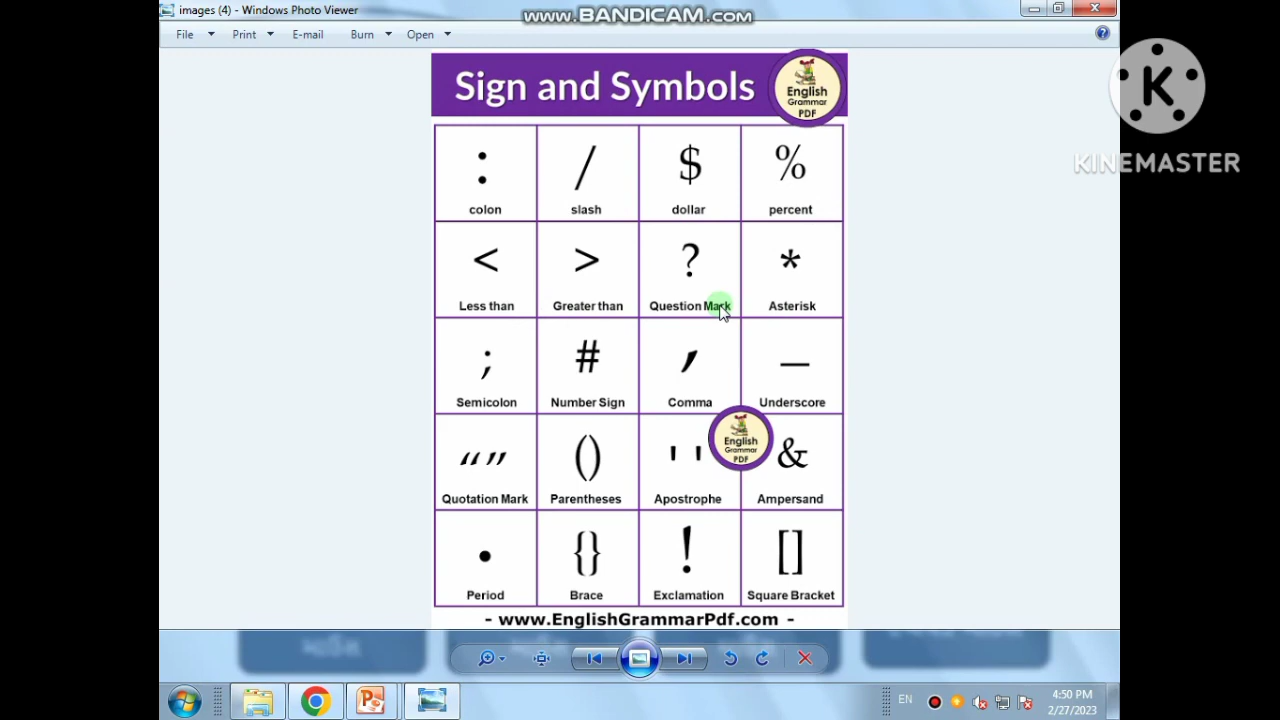 images (4) - Windows Photo Viewer
www.BANDICAM.com
File Print E-mail Burn Open
K
KINEMASTER
Sign and Symbols
English
Grammar
PDF
: / $ %
colon slash dollar percent
< > ? *
Less than Greater than Question Mark Asterisk
; # , _
Semicolon Number Sign Comma Underscore
English
Grammar
PDF
“” () ' ' &
Quotation Mark Parentheses Apostrophe Ampersand
• {} ! []
Period Brace Exclamation Square Bracket
- www.EnglishGrammarPdf.com -
EN
4:50 PM
2/27/2023